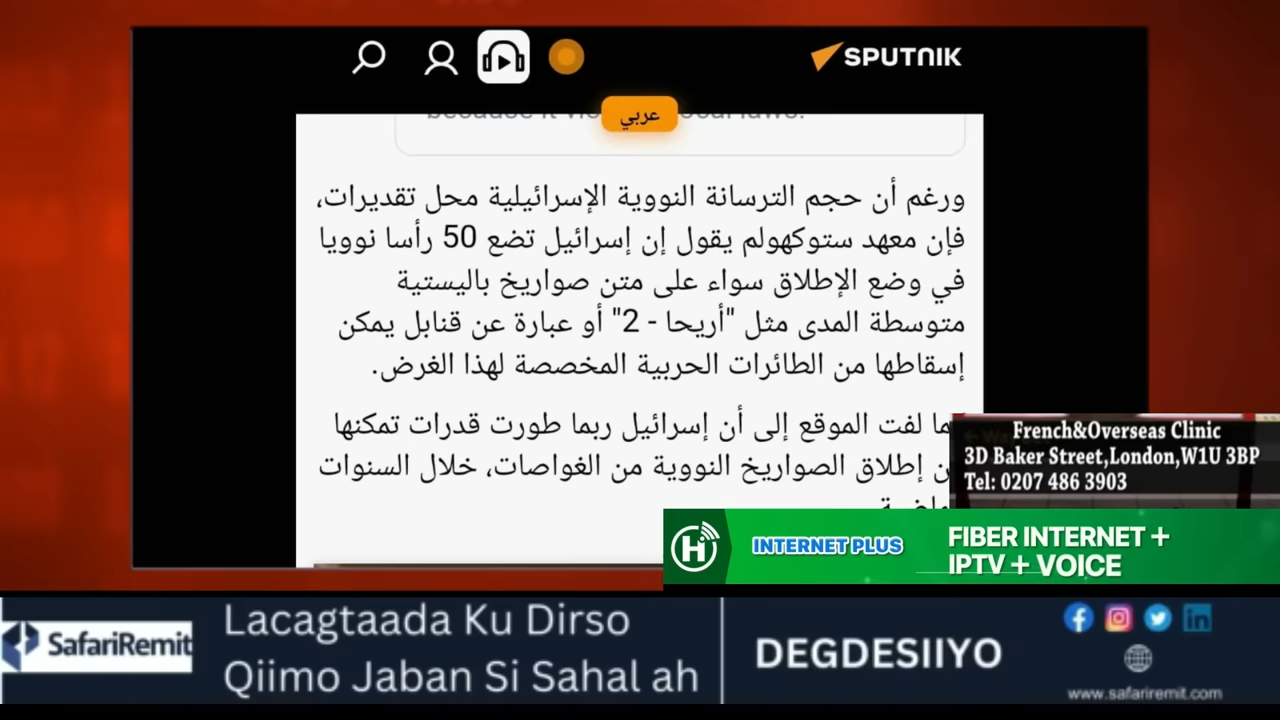 SPUTNIK
عربي
ورغم أن حجم الترسانة النووية الإسرائيلية محل تقديرات،
فإن معهد ستوكهولم يقول إن إسرائيل تضع 50 رأسا نوويا
في وضع الإطلاق سواء على متن صواريخ باليستية
متوسطة المدى مثل "أريحا - 2" أو عبارة عن قنابل يمكن
إسقاطها من الطائرات الحربية المخصصة لهذا الغرض.
لفت الموقع إلى أن إسرائيل ربما طورت قدرات تمكنها
إطلاق الصواريخ النووية من الغواصات، خلال السنوات
French&Overseas Clinic
3D Baker Street,London,W1U 3BP
Tel: 0207 486 3903
H INTERNET PLUS
FIBER INTERNET +
IPTV + VOICE
SafariRemit
Lacagtaada Ku Dirso
Qiimo Jaban Si Sahal ah
DEGDESIIYO
www.safariremit.com